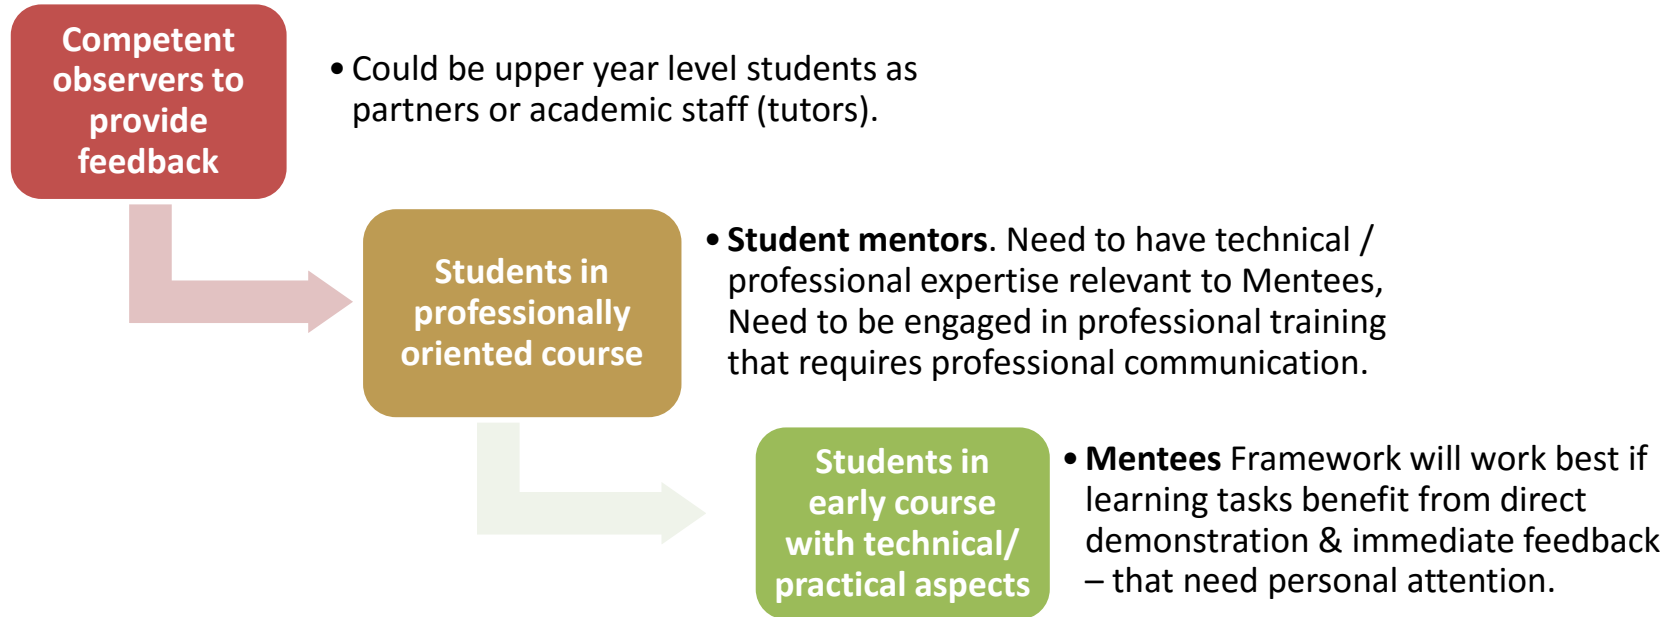 Competent
observers to
provide
feedback
• Could be upper year level students as
partners or academic staff (tutors).
Students in
professionally
oriented course
• Student mentors. Need to have technical /
professional expertise relevant to Mentees,
Need to be engaged in professional training
that requires professional communication.
Students in
early course
with technical/
practical aspects
• Mentees Framework will work best if
learning tasks benefit from direct
demonstration & immediate feedback
– that need personal attention.